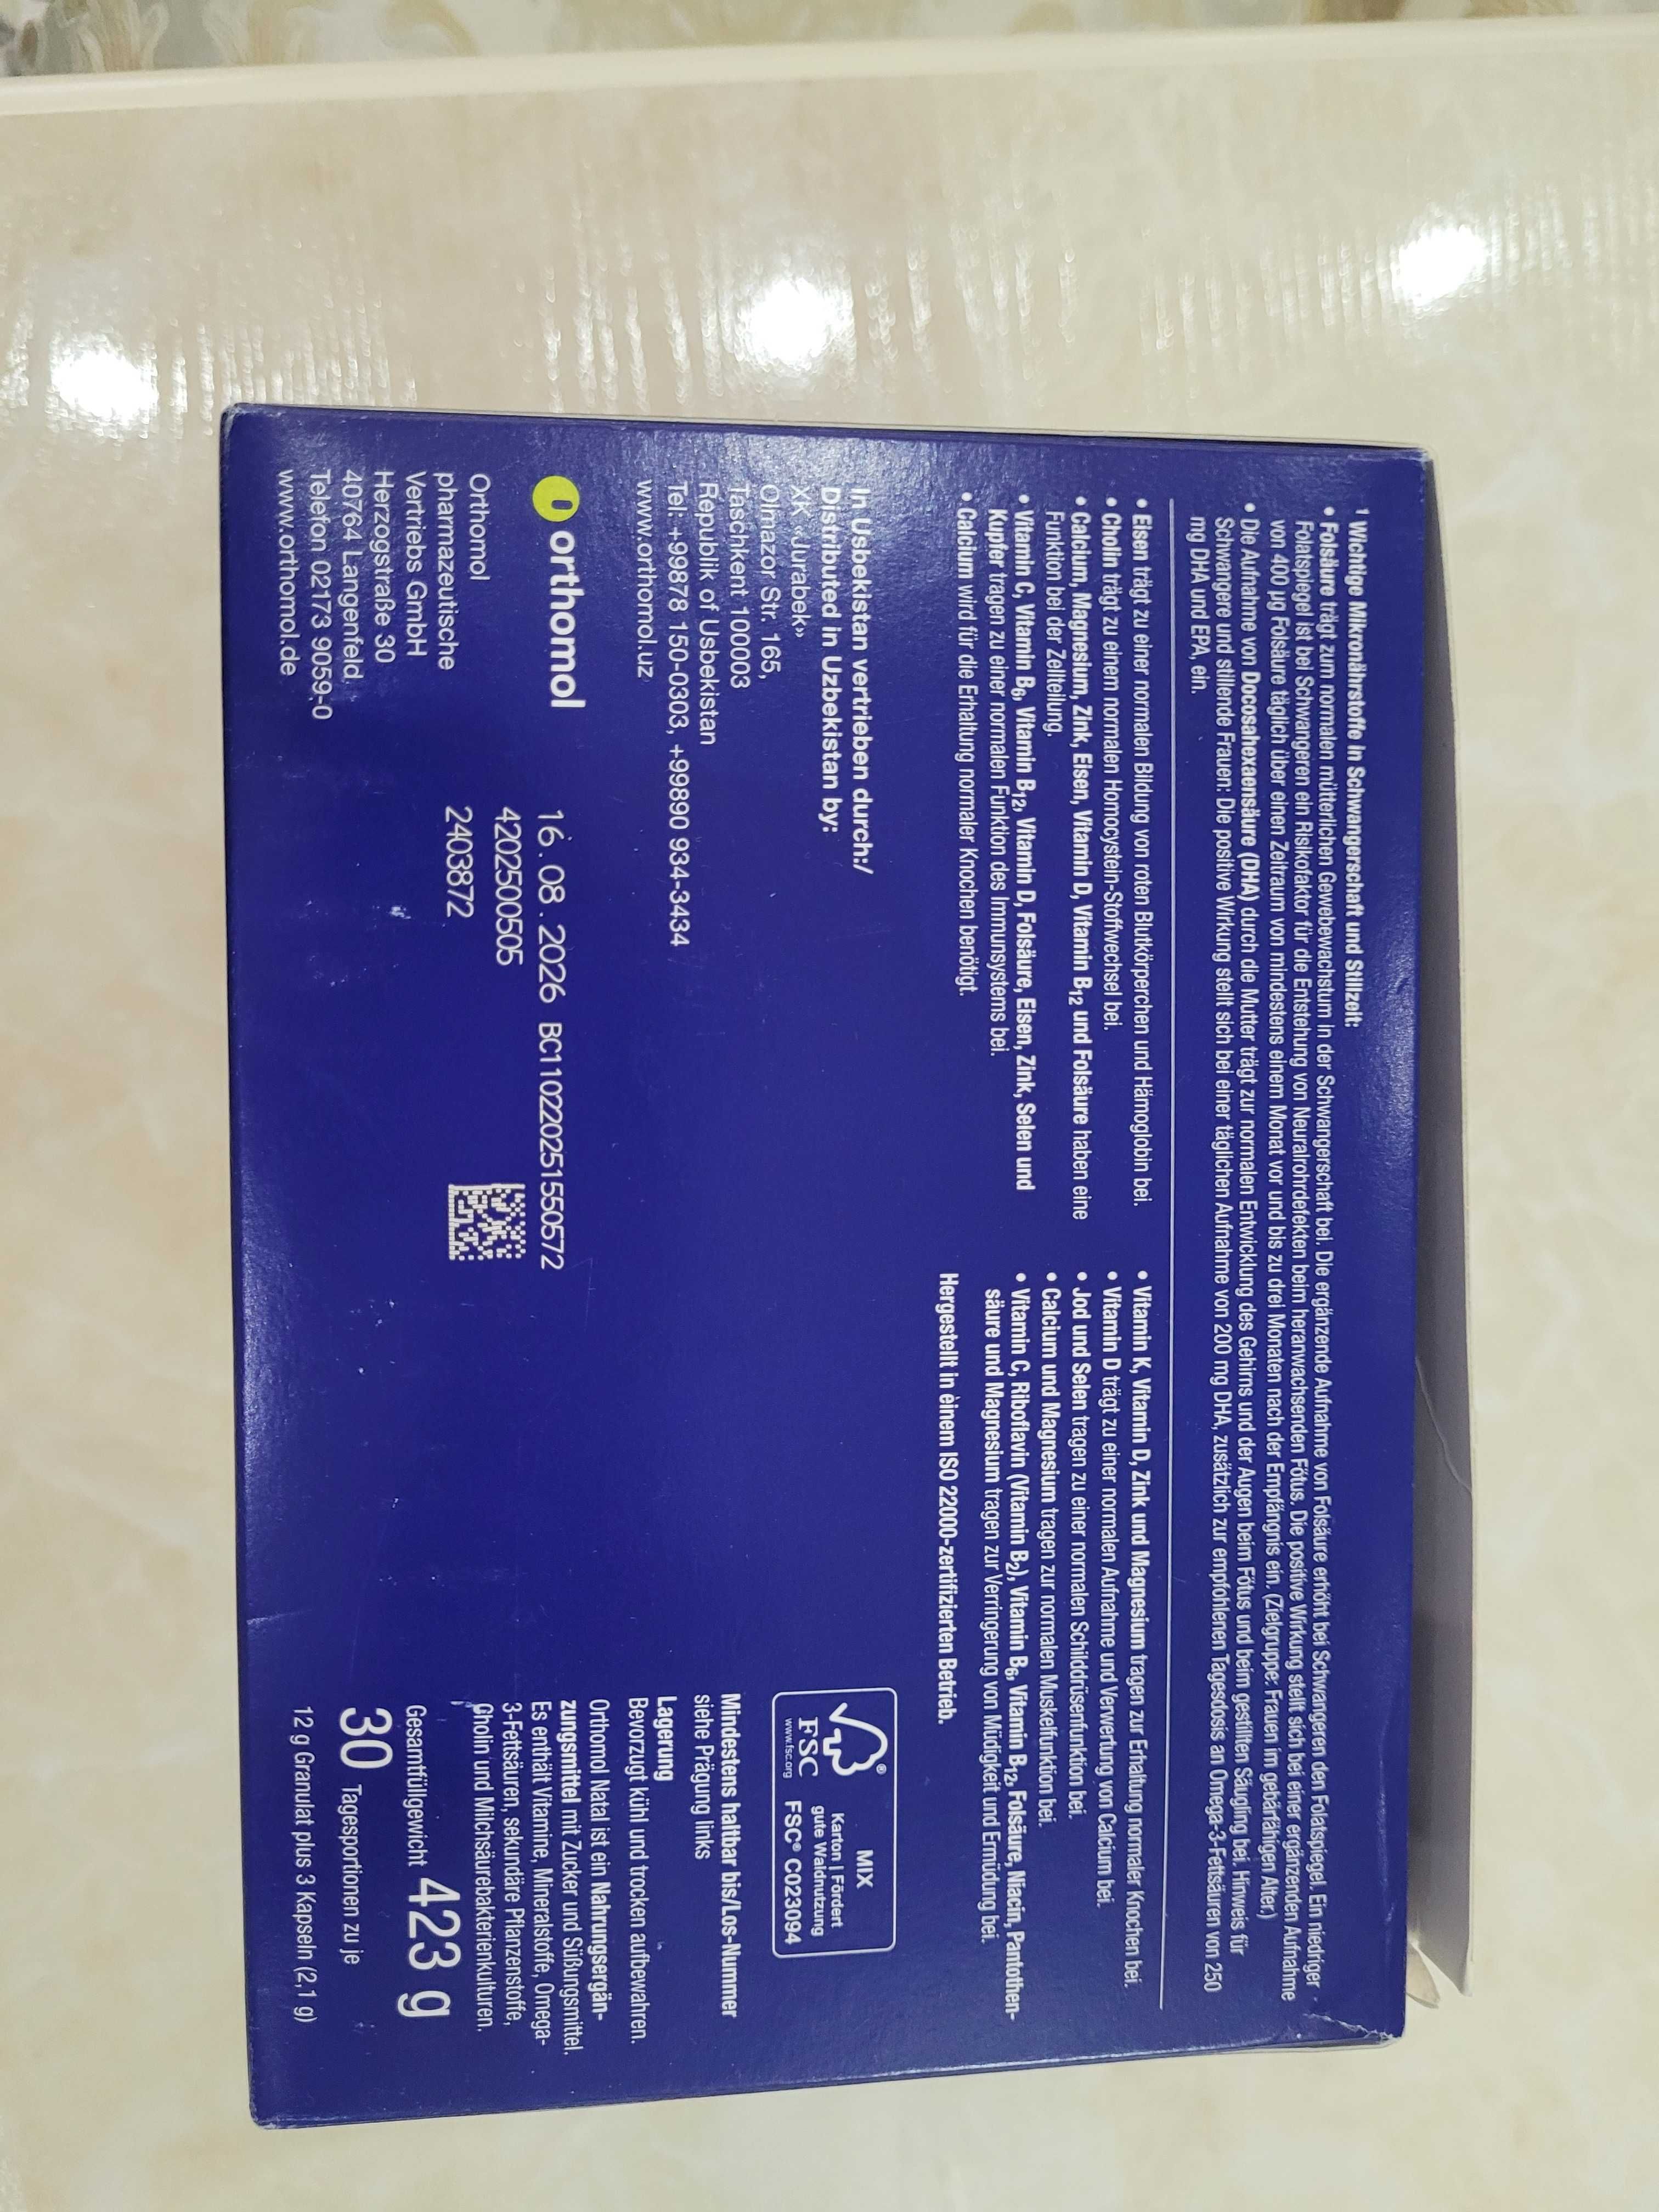 ¹ Wichtige Mikronährstoffe in Schwangerschaft und Stillzeit:
• Folsäure trägt zum normalen mütterlichen Gewebewachstum in der Schwangerschaft bei. Die ergänzende Aufnahme von Folsäure erhöht bei Schwangeren den Folatspiegel. Ein niedriger
Folatspiegel ist bei Schwangeren ein Risikofaktor für die Entstehung von Neuralrohrdefekten beim heranwachsenden Fötus. Die positive Wirkung stellt sich bei einer ergänzenden Aufnahme
von 400 µg Folsäure täglich über einen Zeitraum von mindestens einem Monat vor und bis zu drei Monaten nach der Empfängnis ein. (Zielgruppe: Frauen im gebärfähigen Alter.)
• Die Aufnahme von Docosahexaensäure (DHA) durch die Mutter trägt zur normalen Entwicklung des Gehirns und der Augen beim Fötus und beim gestillten Säugling bei. Hinweis für
Schwangere und stillende Frauen: Die positive Wirkung stellt sich bei einer täglichen Aufnahme von 200 mg DHA, zusätzlich zur empfohlenen Tagesdosis an Omega-3-Fettsäuren von 250
mg DHA und EPA, ein.
• Eisen trägt zu einer normalen Bildung von roten Blutkörperchen und Hämoglobin bei.
• Cholin trägt zu einem normalen Homocystein-Stoffwechsel bei.
• Calcium, Magnesium, Zink, Eisen, Vitamin D, Vitamin B12 und Folsäure haben eine
Funktion bei der Zellteilung.
• Vitamin C, Vitamin B6, Vitamin B12, Vitamin D, Folsäure, Eisen, Zink, Selen und
Kupfer tragen zu einer normalen Funktion des Immunsystems bei.
• Calcium wird für die Erhaltung normaler Knochen benötigt.
• Vitamin K, Vitamin D, Zink und Magnesium tragen zur Erhaltung normaler Knochen bei.
• Vitamin D trägt zu einer normalen Aufnahme und Verwertung von Calcium bei.
• Jod und Selen tragen zu einer normalen Schilddrüsenfunktion bei.
• Calcium und Magnesium tragen zur normalen Muskelfunktion bei.
• Vitamin C, Riboflavin (Vitamin B2), Vitamin B6, Vitamin B12, Folsäure, Niacin, Pantothen-
säure und Magnesium tragen zur Verringerung von Müdigkeit und Ermüdung bei.
Hergestellt in einem ISO 22000-zertifizierten Betrieb.
In Usbekistan vertrieben durch:/
Distributed in Uzbekistan by:
XK «Jurabek»
Olmazor Str. 165,
Taschkent 100003
Republik of Usbekistan
Tel: +99878 150-0303, +99890 934-3434
www.orthomol.uz
orthomol
Orthomol
pharmazeutische
Vertriebs GmbH
Herzogstraße 30
40764 Langenfeld
Telefon 02173 9059-0
www.orthomol.de
16.08.2026 BC110220251550572
4202500505
2403872
FSC®
www.fsc.org
MIX
Karton | Fördert
gute Waldnutzung
FSC® C023094
Mindestens haltbar bis/Los-Nummer
siehe Prägung links
Lagerung
Bevorzugt kühl und trocken aufbewahren.
Orthomol Natal ist ein Nahrungsergän-
zungsmittel mit Zucker und Süßungsmittel.
Es enthält Vitamine, Mineralstoffe, Omega-
3-Fettsäuren, sekundäre Pflanzenstoffe,
Cholin und Milchsäurebakterienkulturen.
Gesamtfüllgewicht 423 g
30 Tagesportionen zu je
12 g Granulat plus 3 Kapseln (2,1 g)